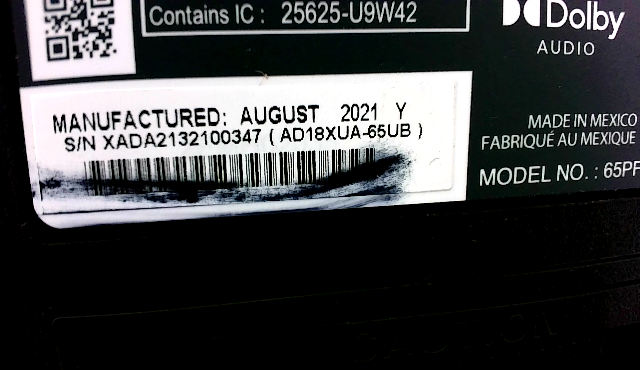 Contains IC : 25625-U9W42
Dolby
AUDIO
MANUFACTURED: AUGUST 2021 Y
S/N XADA2132100347 ( AD18XUA-65UB )
MADE IN MEXICO
FABRIQUÉ AU MEXIQUE
MODEL NO. : 65PF